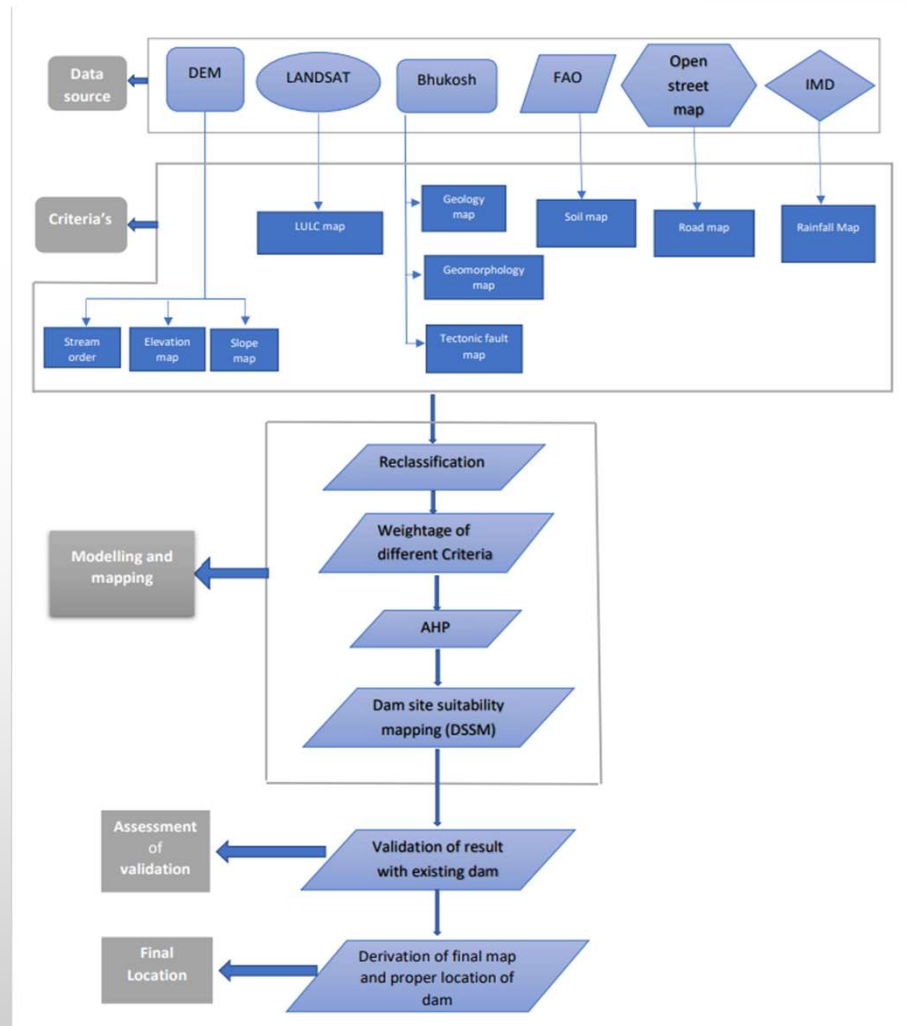 Data
source
DEM
LANDSAT
Bhukosh
FAO
Open
street
map
IMD
Criteria's
LULC map
Geology
map
Soil map
Road map
Rainfall Map
Geomorphology
map
Stream
order
Elevation
map
Slope
map
Tectonic fault
map
Modelling and
mapping
Reclassification
Weightage of
different Criteria
AHP
Dam site suitability
mapping (DSSM)
Assessment
of
validation
Validation of result
with existing dam
Final
Location
Derivation of final map
and proper location of
dam